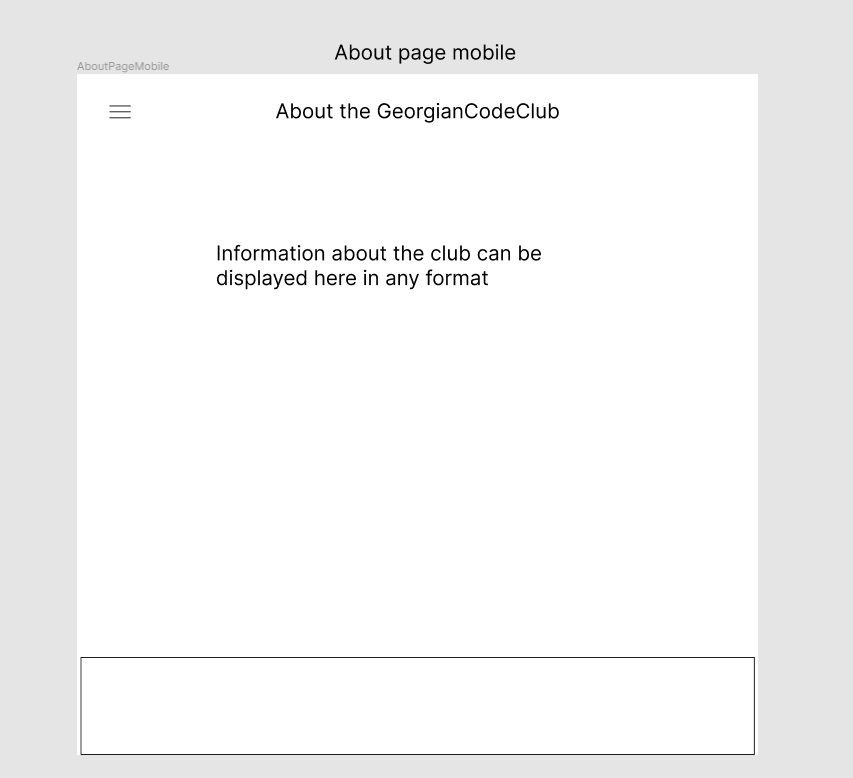 About page mobile
AboutPageMobile
About the GeorgianCodeClub
Information about the club can be
displayed here in any format